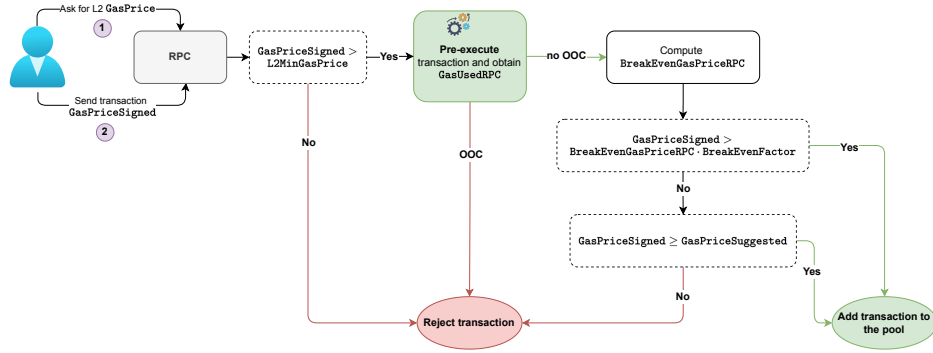 Ask for L2 GasPrice
1
RPC
Send transaction
GasPriceSigned
2
GasPriceSigned >
L2MinGasPrice
Yes
No
Pre-execute
transaction and obtain
GasUsedRPC
no OOC
OOC
Compute
BreakEvenGasPriceRPC
GasPriceSigned >
BreakEvenGasPriceRPC · BreakEvenFactor
Yes
No
GasPriceSigned ≥ GasPriceSuggested
Yes
No
Reject transaction
Add transaction to
the pool